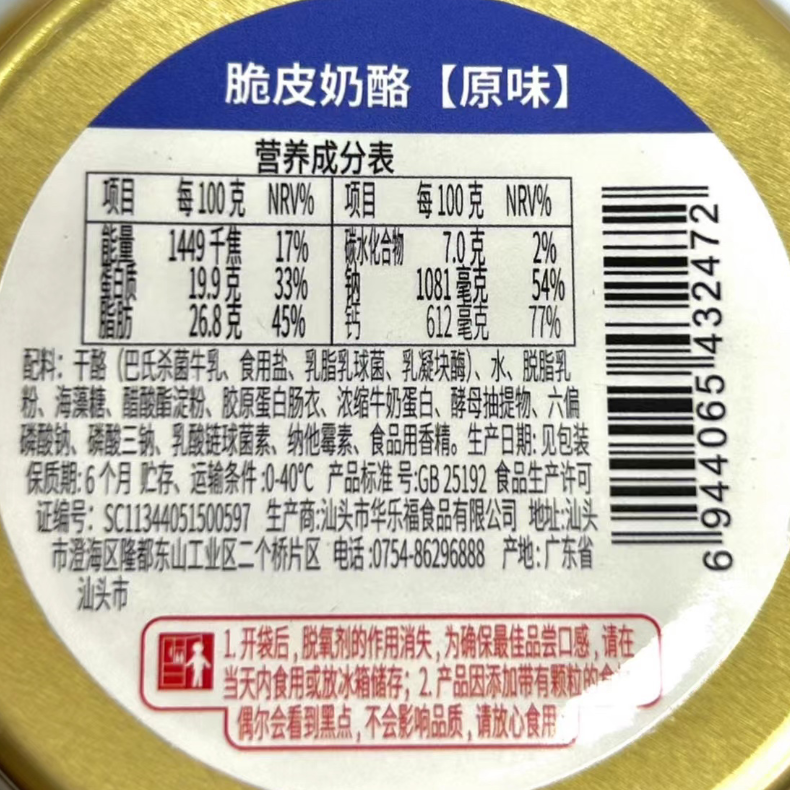 脆皮奶酪【原味】
营养成分表
项目 每100克 NRV% 项目 每100克 NRV%
能量 1449千焦 17% 碳水化合物 7.0克 2%
蛋白质 19.9克 33% 钠 1081毫克 54%
脂肪 26.8克 45% 钙 612毫克 77%
配料：干酪（巴氏杀菌牛乳、食用盐、乳脂乳球菌、乳凝块酶）、水、脱脂乳
粉、海藻糖、醋酸酯淀粉、胶原蛋白肠衣、浓缩牛奶蛋白、酵母抽提物、六偏
磷酸钠、磷酸三钠、乳酸链球菌素、纳他霉素、食品用香精。生产日期:见包装
保质期:6个月 贮存、运输条件:0-40℃ 产品标准号:GB 25192 食品生产许可
证编号：SC11344051500597 生产商:汕头市华乐福食品有限公司 地址:汕头
市澄海区隆都东山工业区二个桥片区 电话:0754-86296888 产地:广东省
汕头市
6944065432472
1.开袋后,脱氧剂的作用消失,为确保最佳品尝口感,请在
当天内食用或放冰箱储存；2.产品因添加带有颗粒的
偶尔会看到黑点,不会影响品质,请放心食用